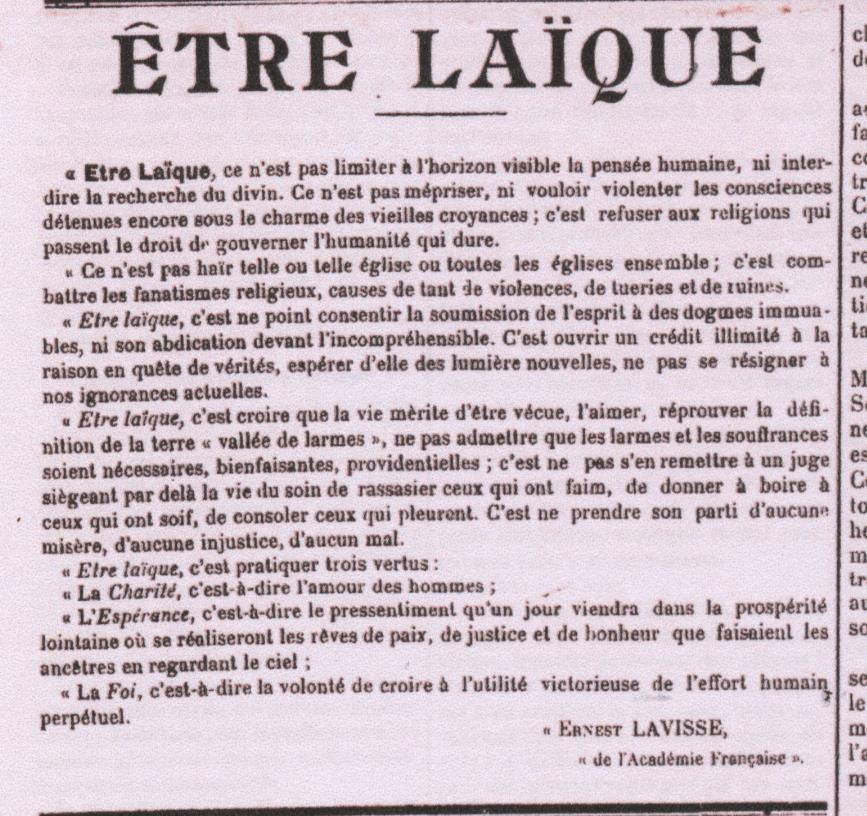 ÊTRE LAÏQUE
« Etre Laïque, ce n'est pas limiter à l'horizon visible la pensée humaine, ni inter-
dire la recherche du divin. Ce n'est pas mépriser, ni vouloir violenter les consciences
détenues encore sous le charme des vieilles croyances ; c'est refuser aux religions qui
passent le droit de gouverner l'humanité qui dure.
« Ce n'est pas haïr telle ou telle église ou toutes les églises ensemble ; c'est com-
battre les fanatismes religieux, causes de tant de violences, de tueries et de ruines.
« Etre laïque, c'est ne point consentir la soumission de l'esprit à des dogmes immua-
bles, ni son abdication devant l'incompréhensible. C'est ouvrir un crédit illimité à la
raison en quête de vérités, espérer d'elle des lumière nouvelles, ne pas se résigner à
nos ignorances actuelles.
« Etre laïque, c'est croire que la vie mèrite d'être vécue, l'aimer, réprouver la défi-
nition de la terre « vallée de larmes », ne pas admettre que les larmes et les souffrances
soient nécessaires, bienfaisantes, providentielles ; c'est ne pas s'en remettre à un juge
siègeant par delà la vie du soin de rassasier ceux qui ont faim, de donner à boire à
ceux qui ont soif, de consoler ceux qui pleurent. C'est ne prendre son parti d'aucune
misère, d'aucune injustice, d'aucun mal.
« Etre laïque, c'est pratiquer trois vertus :
« La Charité, c'est-à-dire l'amour des hommes ;
« L'Espérance, c'est-à-dire le pressentiment qu'un jour viendra dans la prospérité
lointaine où se réaliseront les rêves de paix, de justice et de bonheur que faisaient les
ancêtres en regardant le ciel ;
« La Foi, c'est-à-dire la volonté de croire à l'utilité victorieuse de l'effort humain
perpétuel.
« ERNEST LAVISSE,
« de l'Académie Française ».